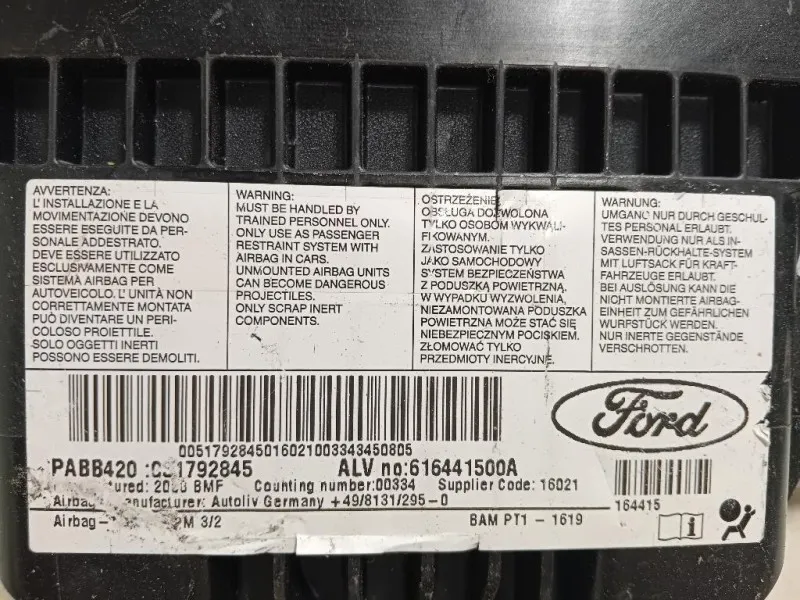 AVVERTENZA:
L' INSTALLAZIONE E LA
MOVIMENTAZIONE DEVONO
ESSERE ESEGUITE DA PER-
SONALE ADDESTRATO.
DEVE ESSERE UTILIZZATO
ESCLUSIVAMENTE COME
SISTEMA AIRBAG PER
AUTOVEICOLO. L' UNITÀ NON
CORRETTAMENTE MONTATA
PUÒ DIVENTARE UN PERI-
COLOSO PROIETTILE.
SOLO OGGETTI INERTI
POSSONO ESSERE DEMOLITI.
WARNING:
MUST BE HANDLED BY
TRAINED PERSONNEL ONLY.
ONLY USE AS PASSENGER
RESTRAINT SYSTEM WITH
AIRBAG IN CARS.
UNMOUNTED AIRBAG UNITS
CAN BECOME DANGEROUS
PROJECTILES.
ONLY SCRAP INERT
COMPONENTS.
OSTRZEŻENIE:
OBSŁUGA DOZWOLONA
TYLKO OSOBOM WYKWALI-
FIKOWANYM.
ZASTOSOWANIE TYLKO
JAKO SAMOCHODOWY
SYSTEM BEZPIECZEŃSTWA
Z PODUSZKĄ POWIETRZNĄ.
W WYPADKU WYZWOLENIA,
NIEZAMONTOWANA PODUSZKA
POWIETRZNA MOŻE STAĆ SIĘ
NIEBEZPIECZNYM POCISKIEM.
ZŁOMOWAĆ TYLKO
PRZEDMIOTY INERCYJNE.
WARNUNG:
UMGANG NUR DURCH GESCHUL-
TES PERSONAL ERLAUBT.
VERWENDUNG NUR ALS IN-
SASSEN-RÜCKHALTE-SYSTEM
MIT LUFTSACK FÜR KRAFT-
FAHRZEUGE ERLAUBT.
BEI AUSLÖSUNG KANN DIE
NICHT MONTIERTE AIRBAG-
EINHEIT ZUM GEFÄHRLICHEN
WURFSTÜCK WERDEN.
NUR INERTE GEGENSTÄNDE
VERSCHROTTEN.
Ford
0051792845016021003343450805
PABB420 :051792845 ALV no:616441500A
BMF Counting number:00334 Supplier Code: 16021
Autoliv Germany +49/8131/295-0
164415
3/2 BAM PT1 - 1619
i